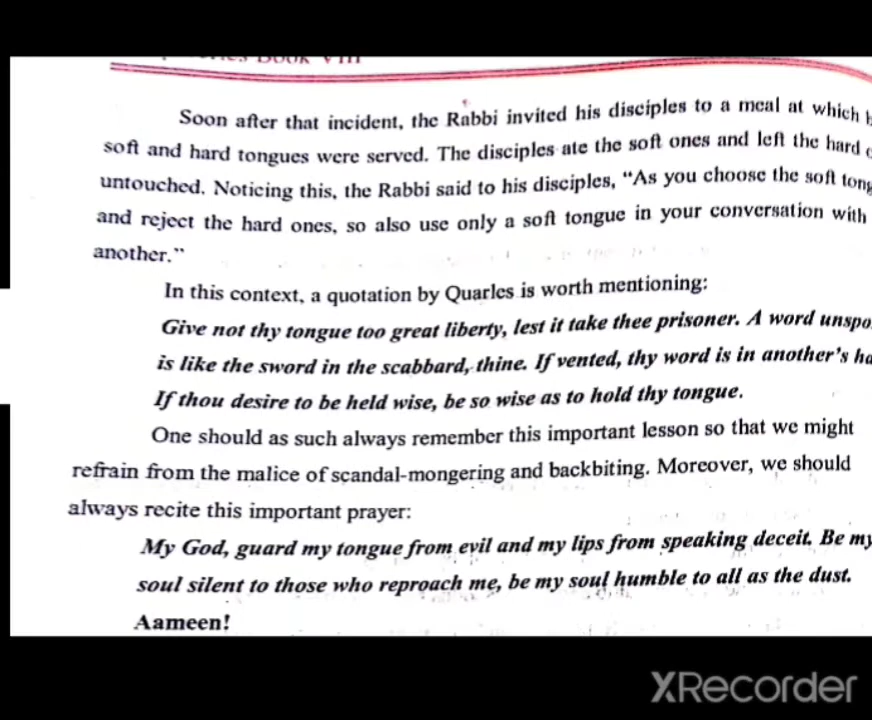 Book VIII
Soon after that incident, the Rabbi invited his disciples to a meal at which
soft and hard tongues were served. The disciples ate the soft ones and left the hard
untouched. Noticing this, the Rabbi said to his disciples, "As you choose the soft tong
and reject the hard ones, so also use only a soft tongue in your conversation with
another."
In this context, a quotation by Quarles is worth mentioning:
Give not thy tongue too great liberty, lest it take thee prisoner. A word unspo
is like the sword in the scabbard, thine. If vented, thy word is in another's ha
If thou desire to be held wise, be so wise as to hold thy tongue.
One should as such always remember this important lesson so that we might
refrain from the malice of scandal-mongering and backbiting. Moreover, we should
always recite this important prayer:
My God, guard my tongue from evil and my lips from speaking deceit. Be my
soul silent to those who reproach me, be my soul humble to all as the dust.
Aameen!
XRecorder